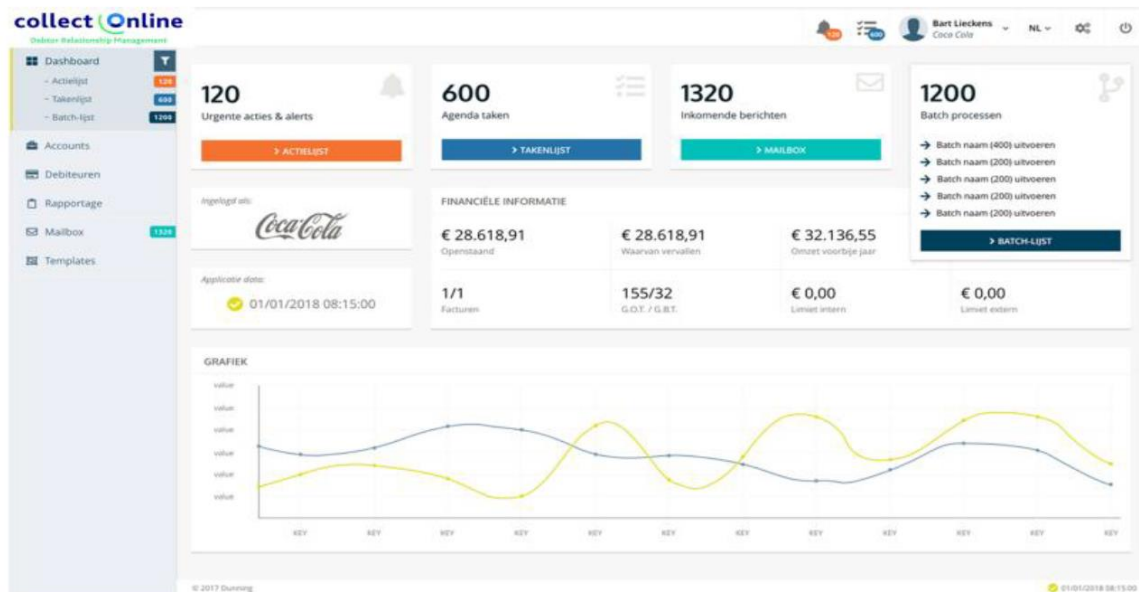 collect Online
Debtor Relationship Management
120
600
Bart Lieckens
Coca Cola
NL
Dashboard
- Actielijst 120
- Takenlijst 600
- Batch-lijst 1200
Accounts
Debiteuren
Rapportage
Mailbox 1320
Templates
120
Urgente acties & alerts
> ACTIELIJST
600
Agenda taken
> TAKENLIJST
1320
Inkomende berichten
> MAILBOX
1200
Batch processen
→ Batch naam (400) uitvoeren
→ Batch naam (200) uitvoeren
→ Batch naam (200) uitvoeren
→ Batch naam (200) uitvoeren
→ Batch naam (200) uitvoeren
> BATCH-LIJST
Ingelogd als:
Coca-Cola
Applicatie data:
01/01/2018 08:15:00
FINANCIËLE INFORMATIE
€ 28.618,91
Openstaand
€ 28.618,91
Waarvan vervallen
€ 32.136,55
Omzet voorbije jaar
1/1
Facturen
155/32
G.O.T. / G.B.T.
€ 0,00
Limiet intern
€ 0,00
Limiet extern
GRAFIEK
value
value
value
value
value
value
KEY KEY KEY KEY KEY KEY KEY KEY KEY KEY KEY KEY
© 2017 Dunning
01/01/2018 08:15:00